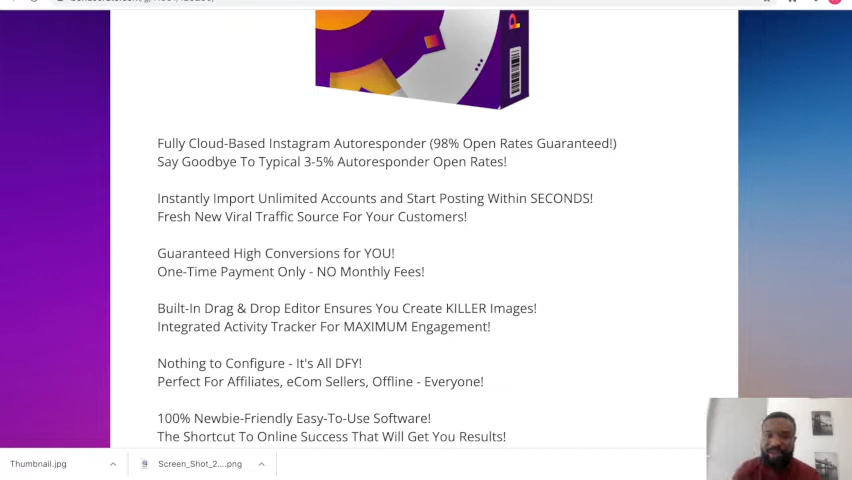 Fully Cloud-Based Instagram Autoresponder (98% Open Rates Guaranteed!)
Say Goodbye To Typical 3-5% Autoresponder Open Rates!
Instantly Import Unlimited Accounts and Start Posting Within SECONDS!
Fresh New Viral Traffic Source For Your Customers!
Guaranteed High Conversions for YOU!
One-Time Payment Only - NO Monthly Fees!
Built-In Drag & Drop Editor Ensures You Create KILLER Images!
Integrated Activity Tracker For MAXIMUM Engagement!
Nothing to Configure - It's All DFY!
Perfect For Affiliates, eCom Sellers, Offline - Everyone!
100% Newbie-Friendly Easy-To-Use Software!
The Shortcut To Online Success That Will Get You Results!
Thumbnail.jpg
Screen_Shot_2....png